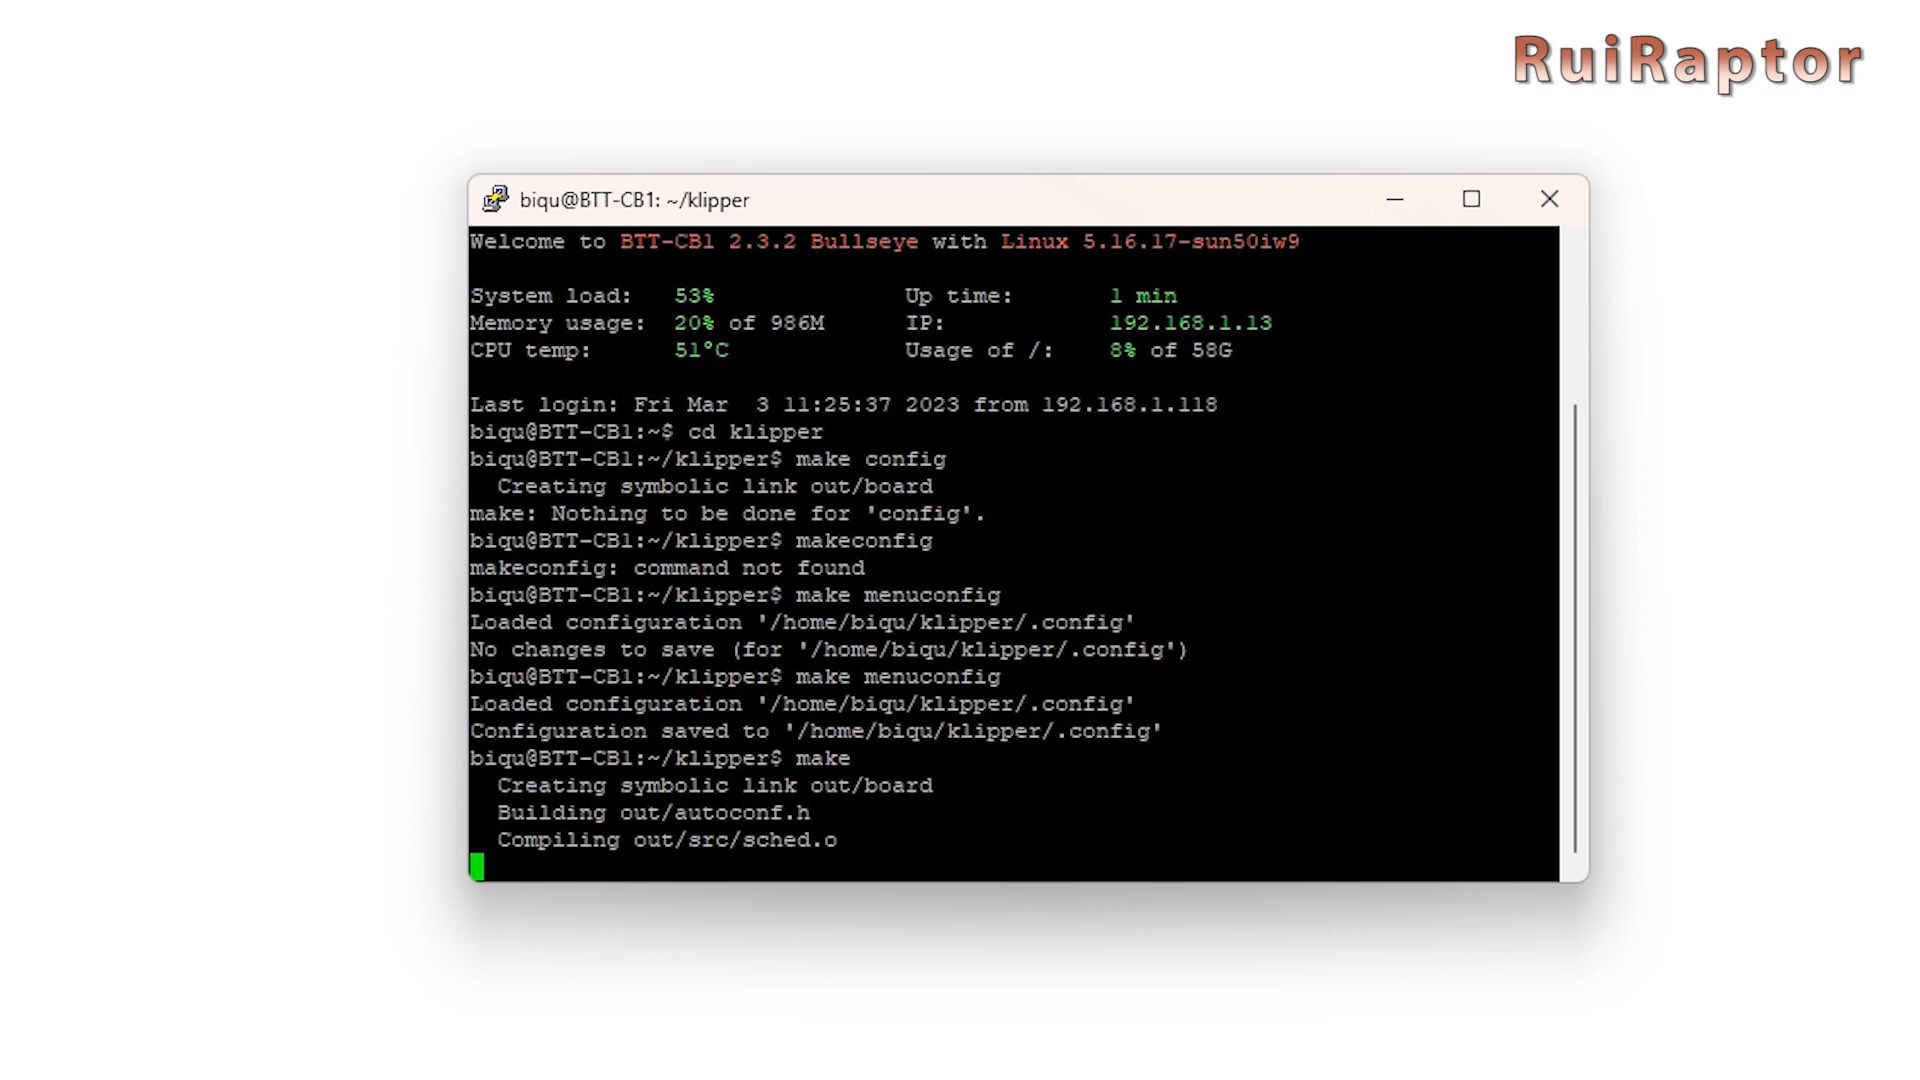 RuiRaptor
biqu@BTT-CB1: ~/klipper
Welcome to BTT-CB1 2.3.2 Bullseye with Linux 5.16.17-sun50iw9
System load:   53%              Up time:       1 min
Memory usage:  20% of 986M      IP:            192.168.1.13
CPU temp:      51°C             Usage of /:    8% of 58G
Last login: Fri Mar  3 11:25:37 2023 from 192.168.1.118
biqu@BTT-CB1:~$ cd klipper
biqu@BTT-CB1:~/klipper$ make config
  Creating symbolic link out/board
make: Nothing to be done for 'config'.
biqu@BTT-CB1:~/klipper$ makeconfig
makeconfig: command not found
biqu@BTT-CB1:~/klipper$ make menuconfig
Loaded configuration '/home/biqu/klipper/.config'
No changes to save (for '/home/biqu/klipper/.config')
biqu@BTT-CB1:~/klipper$ make menuconfig
Loaded configuration '/home/biqu/klipper/.config'
Configuration saved to '/home/biqu/klipper/.config'
biqu@BTT-CB1:~/klipper$ make
  Creating symbolic link out/board
  Building out/autoconf.h
  Compiling out/src/sched.o